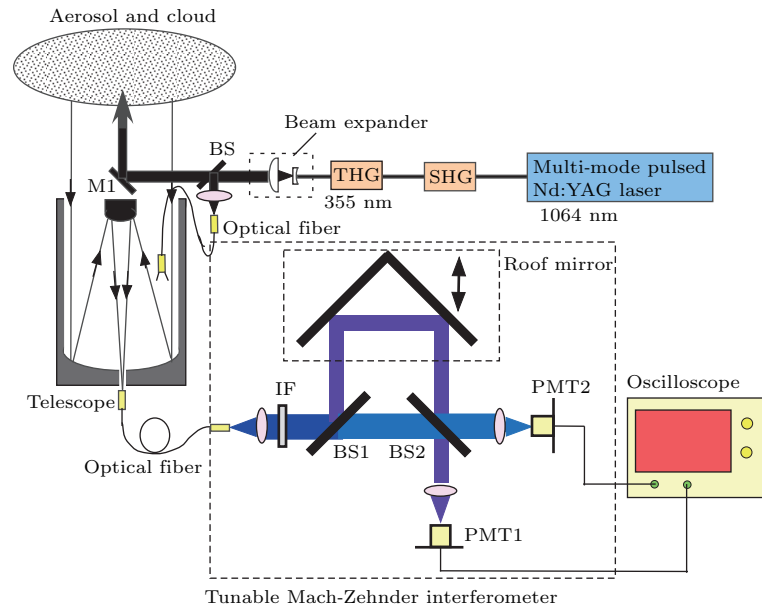 Aerosol and cloud
Beam expander
BS
THG
SHG
Multi-mode pulsed
Nd:YAG laser
355 nm
1064 nm
M1
Optical fiber
Roof mirror
IF
PMT2
Oscilloscope
Telescope
BS1
BS2
Optical fiber
PMT1
Tunable Mach-Zehnder interferometer